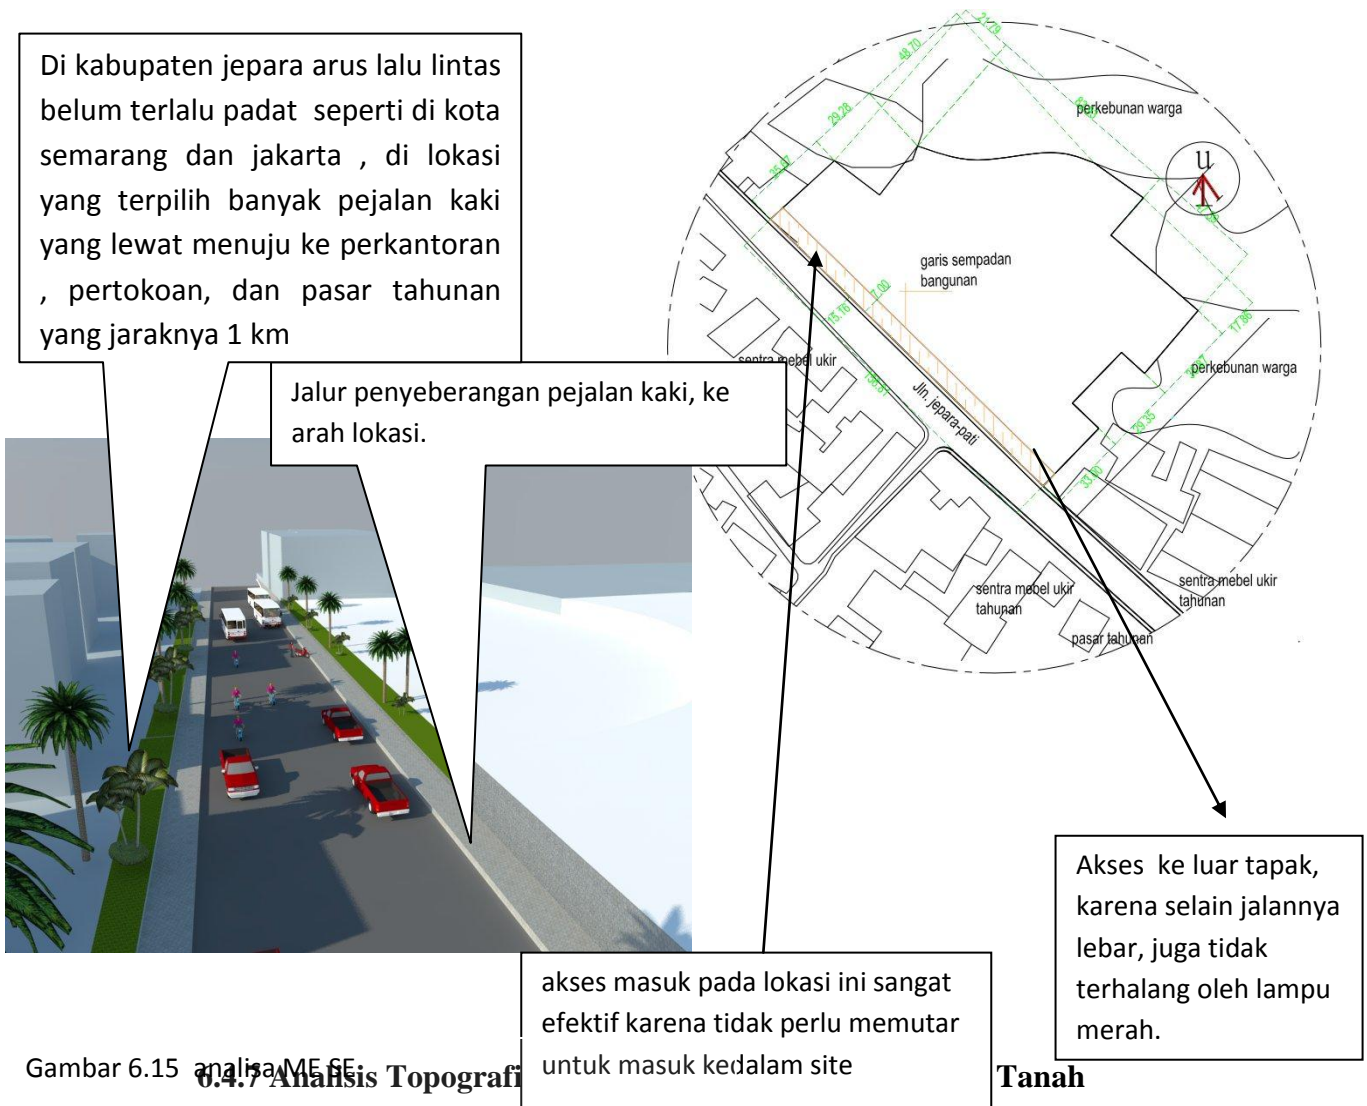 Di kabupaten jepara arus lalu lintas
belum terlalu padat seperti di kota
semarang dan jakarta , di lokasi
yang terpilih banyak pejalan kaki
yang lewat menuju ke perkantoran
, pertokoan, dan pasar tahunan
yang jaraknya 1 km
Jalur penyeberangan pejalan kaki, ke
arah lokasi.
21.79
48.70
29.28
perkebunan warga
u
garis sempadan
bangunan
7.00
15.16
sentra mebel ukir
Jln. jepara-pati
17.86
perkebunan warga
29.35
33.00
sentra mebel ukir
tahunan
sentra mebel ukir
tahunan
pasar tahunan
Akses ke luar tapak,
karena selain jalannya
lebar, juga tidak
terhalang oleh lampu
merah.
akses masuk pada lokasi ini sangat
efektif karena tidak perlu memutar
untuk masuk kedalam site
Gambar 6.15 analisa ME SE
6.4.7 Analisis Topografi Tanah